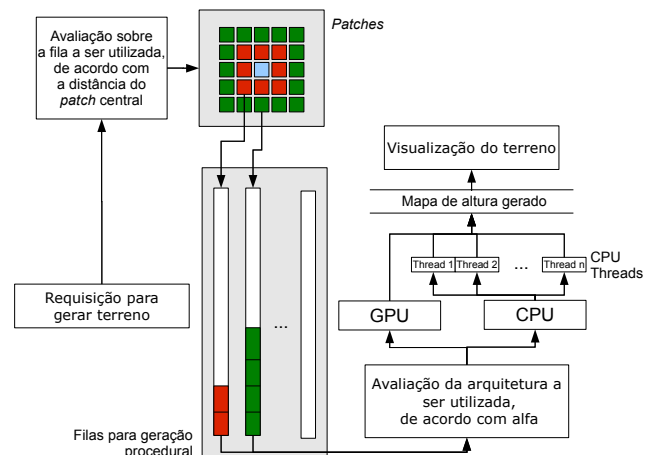 Avaliação sobre
a fila a ser utilizada,
de acordo com
a distância do
patch central
Patches
Requisição para
gerar terreno
...
Filas para geração
procedural
Visualização do terreno
Mapa de altura gerado
Thread 1
Thread 2
...
Thread n
CPU
Threads
GPU
CPU
Avaliação da arquitetura a
ser utilizada,
de acordo com alfa